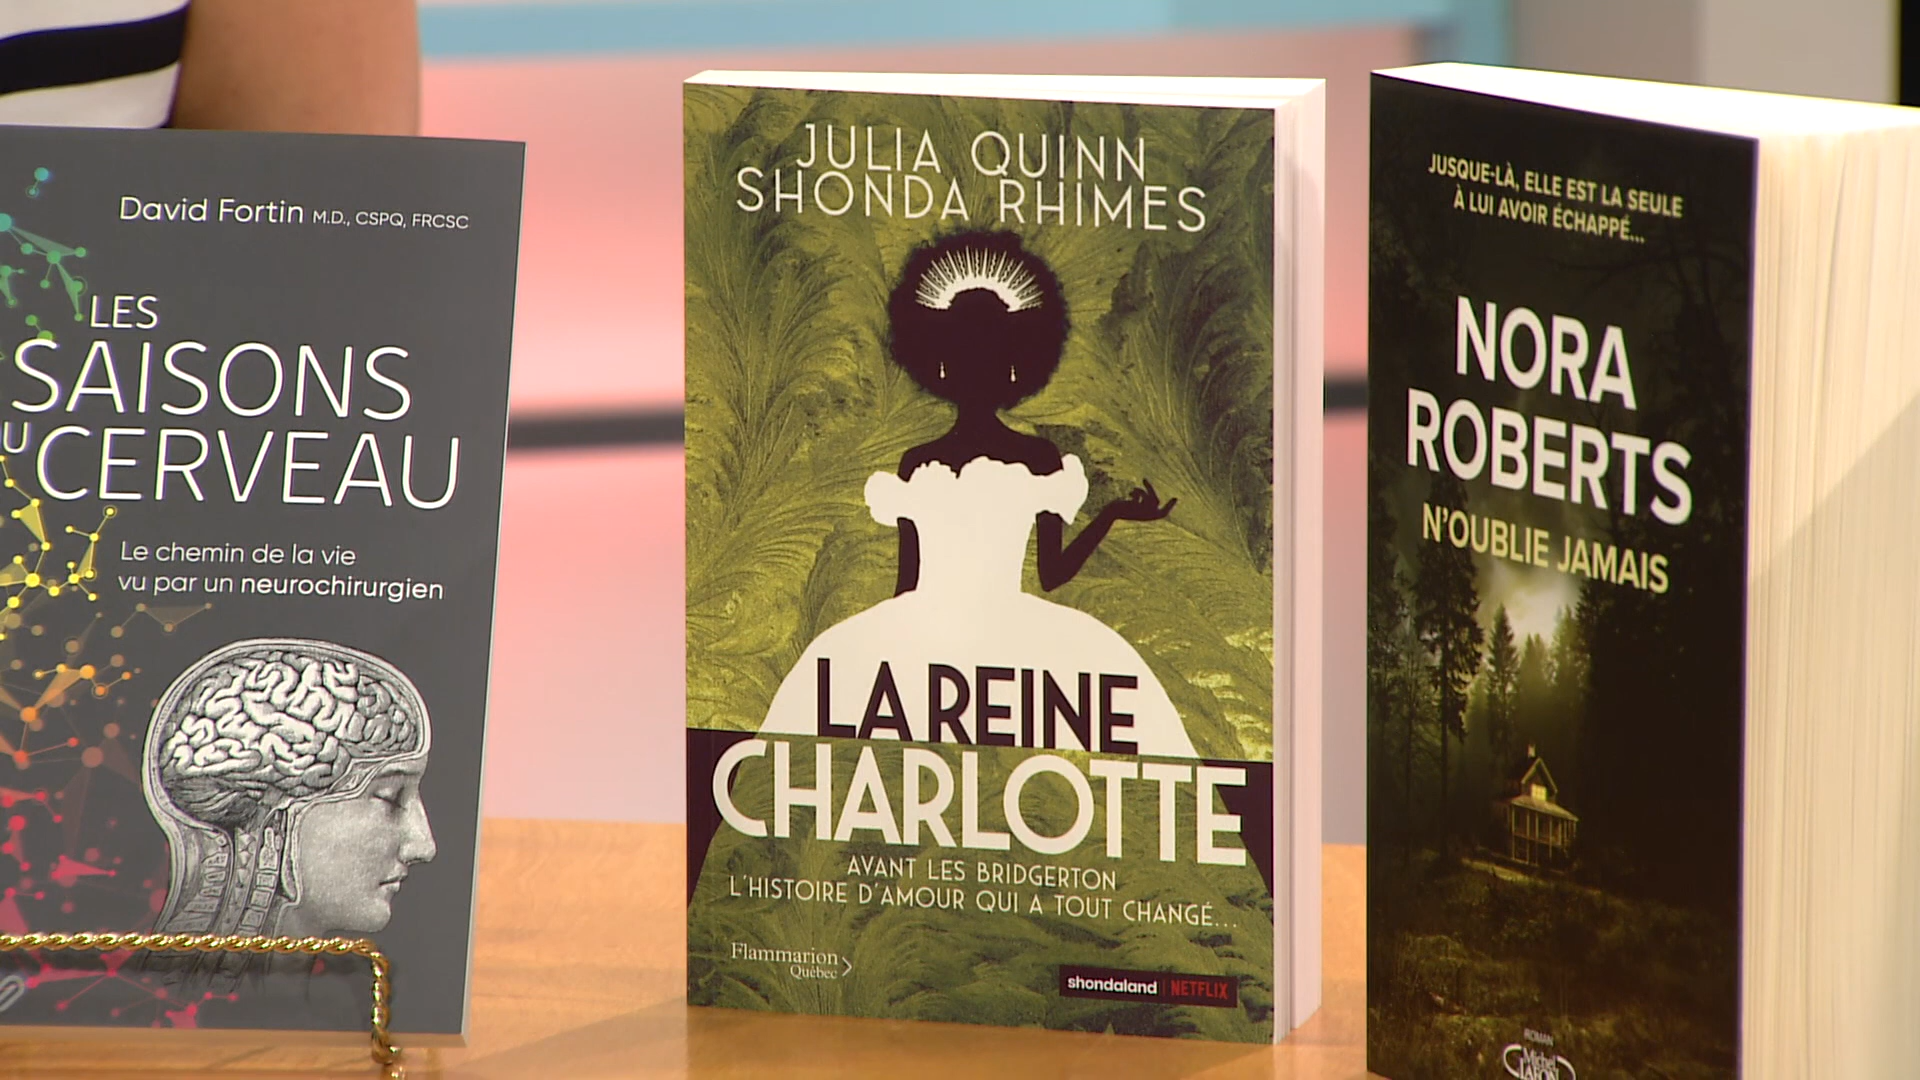 David Fortin M.D., CSPQ, FRCSC
LES
SAISONS
U CERVEAU
Le chemin de la vie
vu par un neurochirurgien
JULIA QUINN
SHONDA RHIMES
LA REINE
CHARLOTTE
AVANT LES BRIDGERTON
L'HISTOIRE D'AMOUR QUI A TOUT CHANGÉ...
Flammarion
Québec
shondaland | NETFLIX
JUSQUE-LÀ, ELLE EST LA SEULE
À LUI AVOIR ÉCHAPPÉ...
NORA
ROBERTS
N'OUBLIE JAMAIS
ROMAN
Michel
LAFON